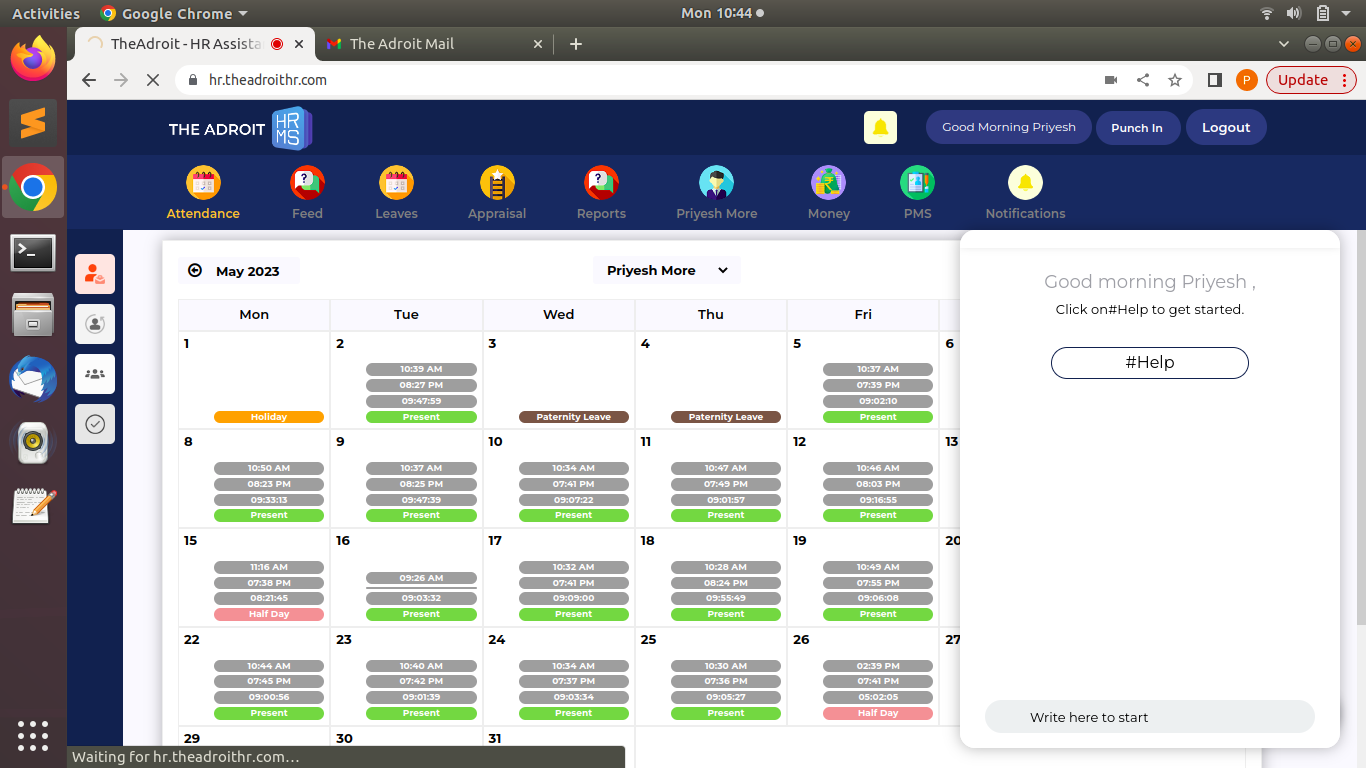 Activities Google Chrome Mon 10:44
TheAdroit - HR Assista The Adroit Mail
hr.theadroithr.com P Update
THE ADROIT HRMS Good Morning Priyesh Punch In Logout
Attendance Feed Leaves Appraisal Reports Priyesh More Money PMS Notifications
May 2023 Priyesh More
Mon Tue Wed Thu Fri
1 2 3 4 5 6
10:39 AM 10:37 AM
08:27 PM 07:39 PM
09:47:59 09:02:10
Holiday Present Paternity Leave Paternity Leave Present
8 9 10 11 12 13
10:50 AM 10:37 AM 10:34 AM 10:47 AM 10:46 AM
08:23 PM 08:25 PM 07:41 PM 07:49 PM 08:03 PM
09:33:13 09:47:39 09:07:22 09:01:57 09:16:55
Present Present Present Present Present
15 16 17 18 19 20
11:16 AM 09:26 AM 10:32 AM 10:28 AM 10:49 AM
07:38 PM 07:41 PM 08:24 PM 07:55 PM
08:21:45 09:03:32 09:09:00 09:55:49 09:06:08
Half Day Present Present Present Present
22 23 24 25 26 27
10:44 AM 10:40 AM 10:34 AM 10:30 AM 02:39 PM
07:45 PM 07:42 PM 07:37 PM 07:36 PM 07:41 PM
09:00:56 09:01:39 09:03:34 09:05:27 05:02:05
Present Present Present Present Half Day
29 30 31
Good morning Priyesh ,
Click on#Help to get started.
#Help
Write here to start
Waiting for hr.theadroithr.com...